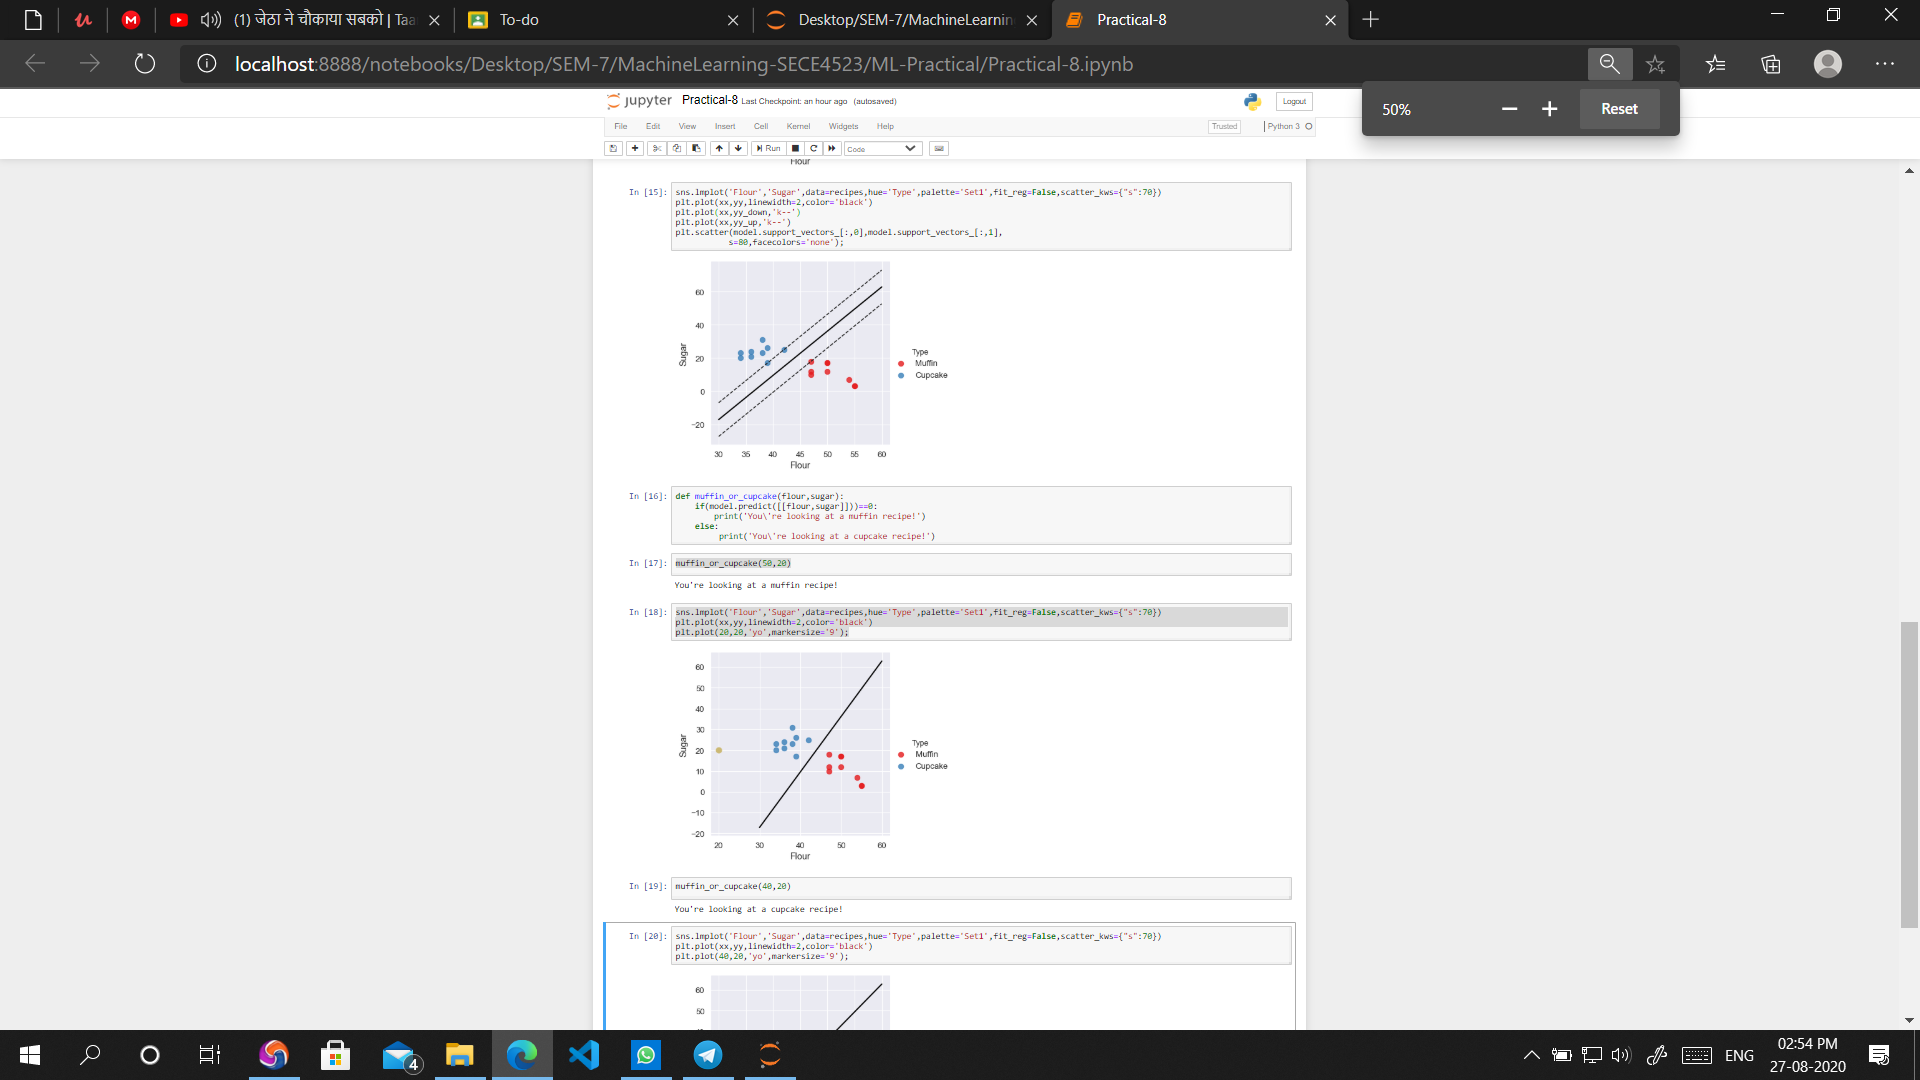 (1) जेठा ने चौकाया सबको | Taa
To-do
Desktop/SEM-7/MachineLearnin
Practical-8
localhost:8888/notebooks/Desktop/SEM-7/MachineLearning-SECE4523/ML-Practical/Practical-8.ipynb
50%
Reset
jupyter Practical-8 Last Checkpoint: an hour ago (autosaved)
Logout
File Edit View Insert Cell Kernel Widgets Help
Trusted
Python 3
Run
Code
Flour
In [15]: sns.lmplot('Flour','Sugar',data=recipes,hue='Type',palette='Set1',fit_reg=False,scatter_kws={"s":70})
plt.plot(xx,yy,linewidth=2,color='black')
plt.plot(xx,yy_down,'k--')
plt.plot(xx,yy_up,'k--')
plt.scatter(model.support_vectors_[:,0],model.support_vectors_[:,1],
s=80,facecolors='none');
60
40
20
0
−20
Sugar
30 35 40 45 50 55 60
Flour
Type
Muffin
Cupcake
In [16]: def muffin_or_cupcake(flour,sugar):
if(model.predict([[flour,sugar]]))==0:
print('You\'re looking at a muffin recipe!')
else:
print('You\'re looking at a cupcake recipe!')
In [17]: muffin_or_cupcake(50,20)
You're looking at a muffin recipe!
In [18]: sns.lmplot('Flour','Sugar',data=recipes,hue='Type',palette='Set1',fit_reg=False,scatter_kws={"s":70})
plt.plot(xx,yy,linewidth=2,color='black')
plt.plot(20,20,'yo',markersize='9');
60
50
40
30
20
10
0
−10
−20
Sugar
20 30 40 50 60
Flour
Type
Muffin
Cupcake
In [19]: muffin_or_cupcake(40,20)
You're looking at a cupcake recipe!
In [20]: sns.lmplot('Flour','Sugar',data=recipes,hue='Type',palette='Set1',fit_reg=False,scatter_kws={"s":70})
plt.plot(xx,yy,linewidth=2,color='black')
plt.plot(40,20,'yo',markersize='9');
60
50
4
ENG
02:54 PM
27-08-2020